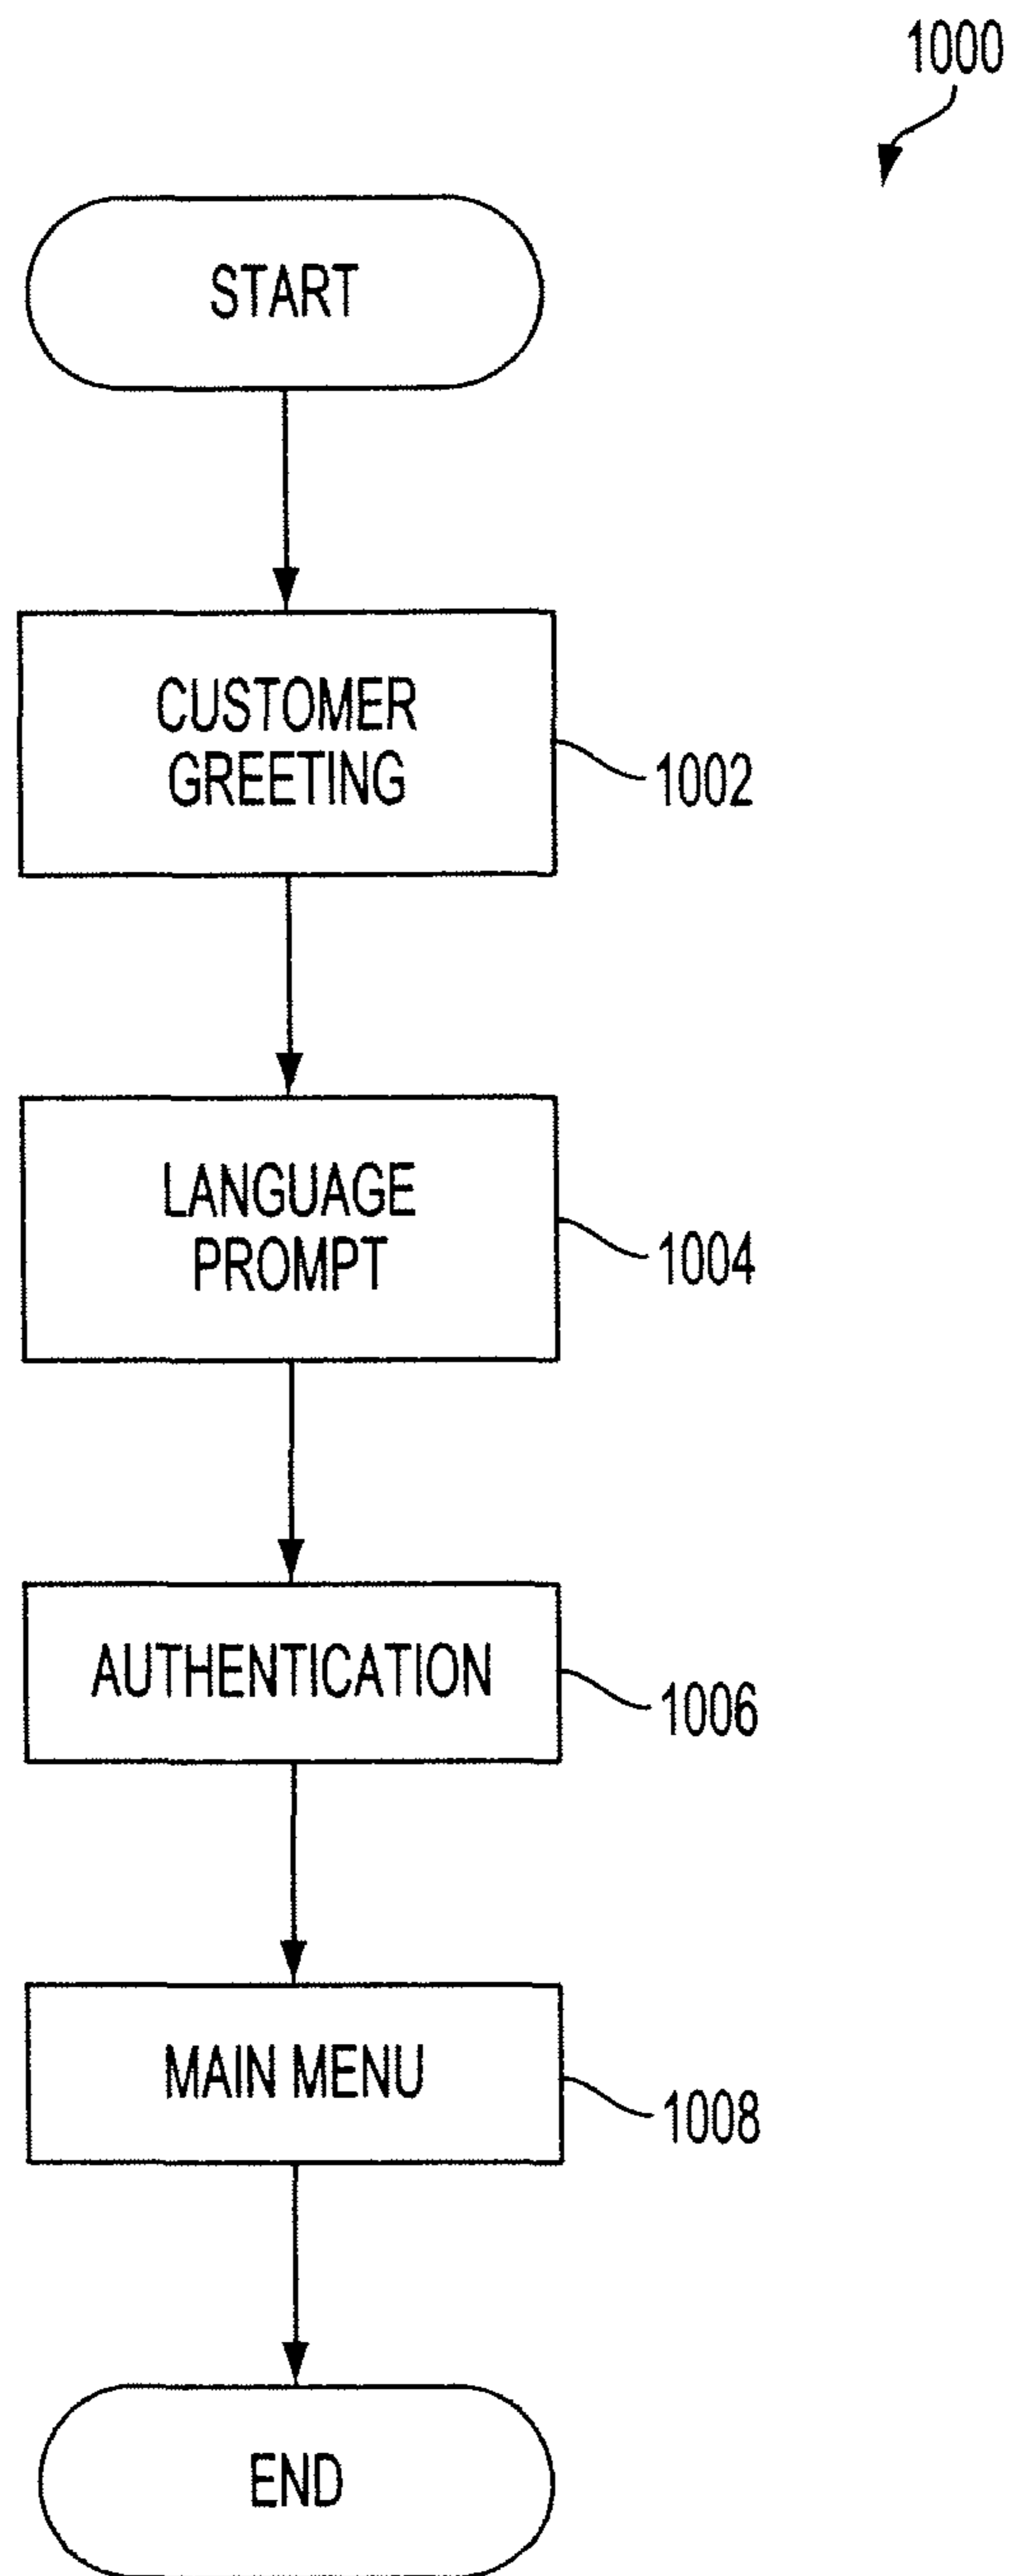 1000
START
CUSTOMER
GREETING
1002
LANGUAGE
PROMPT
1004
AUTHENTICATION
1006
MAIN MENU
1008
END